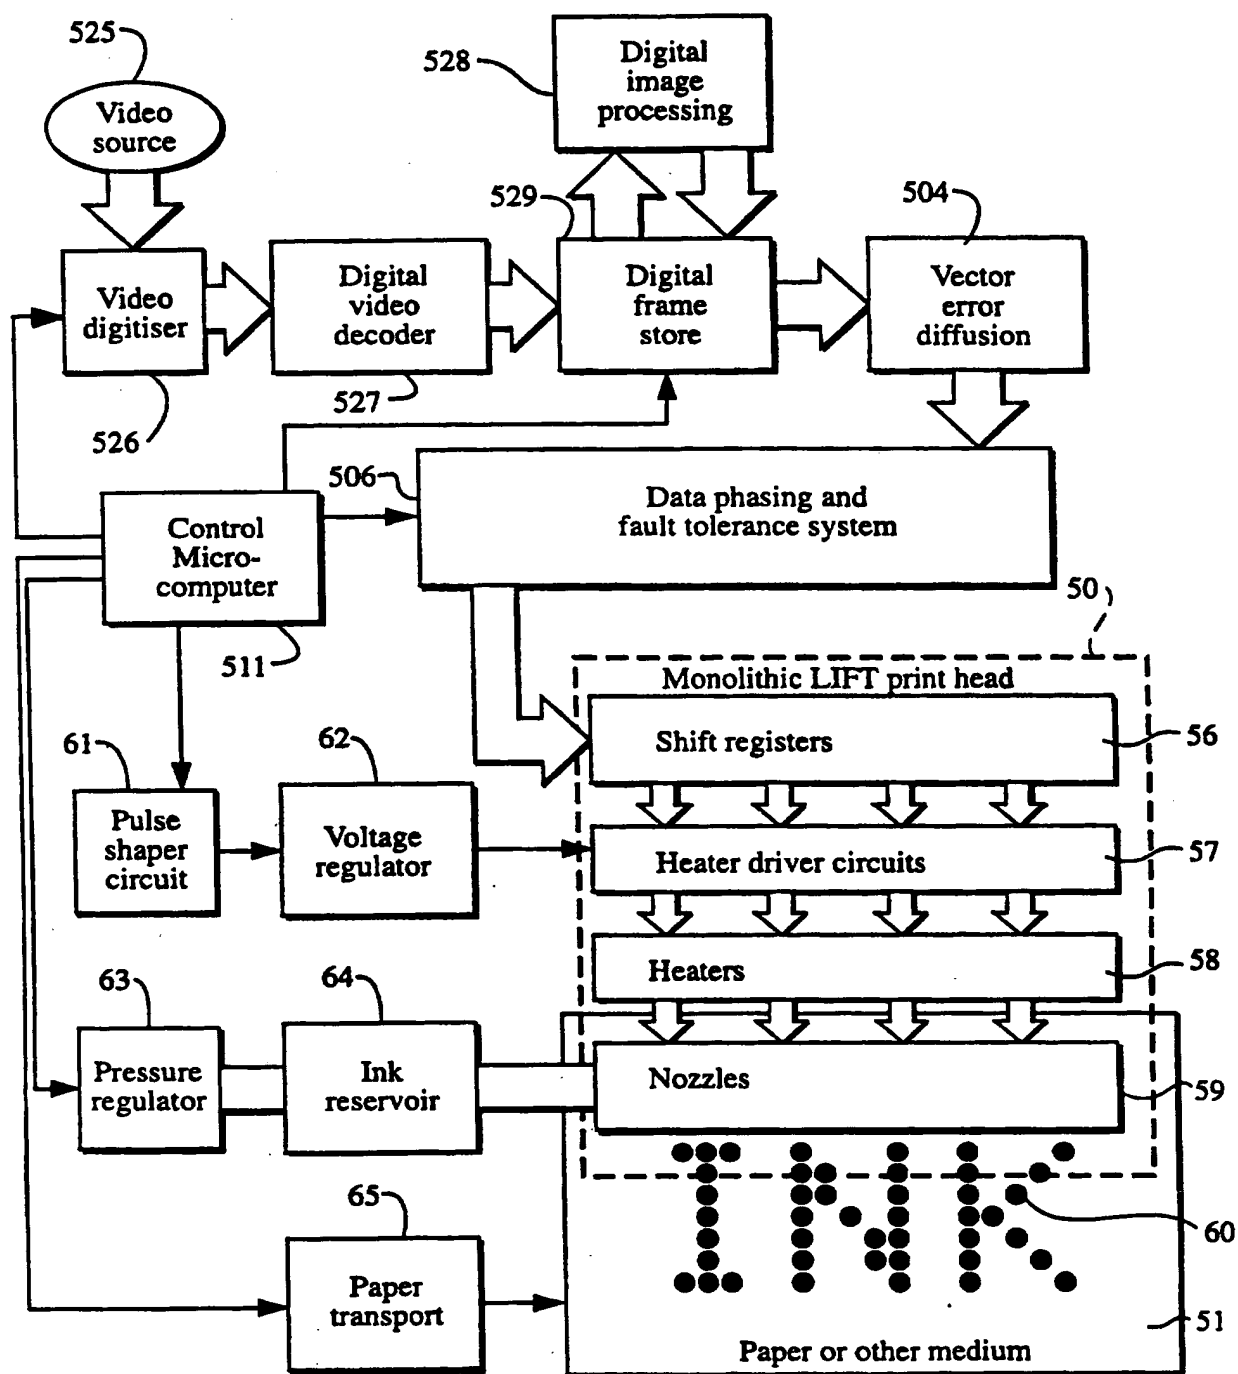 525
Video
source
528
Digital
image
processing
529
504
Video
digitiser
Digital
video
decoder
Digital
frame
store
Vector
error
diffusion
526
527
506
Control
Micro-
computer
Data phasing and
fault tolerance system
511
50
Monolithic LIFT print head
Shift registers
56
61
Pulse
shaper
circuit
62
Voltage
regulator
Heater driver circuits
57
Heaters
58
63
Pressure
regulator
64
Ink
reservoir
Nozzles
59
INK
60
65
Paper
transport
51
Paper or other medium